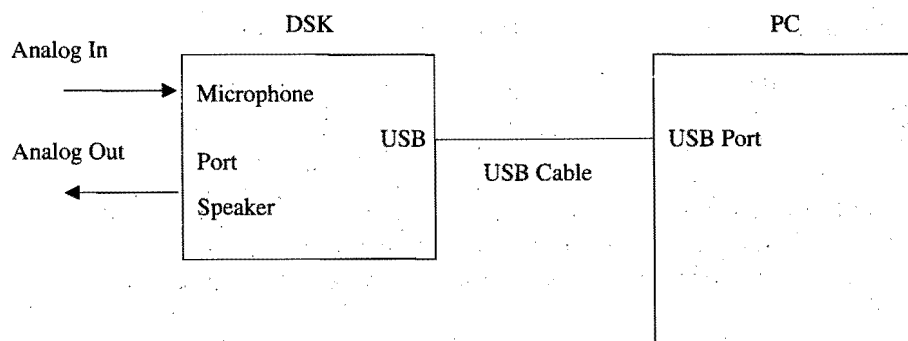 DSK
PC
Analog In
Microphone
USB
USB Port
Analog Out
Port
USB Cable
Speaker